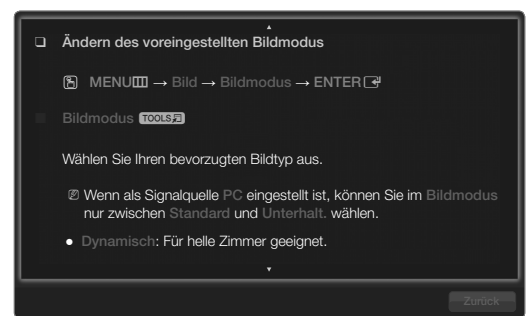 ▲
❑ Ändern des voreingestellten Bildmodus
MENU → Bild → Bildmodus → ENTER
■ Bildmodus TOOLS
Wählen Sie Ihren bevorzugten Bildtyp aus.
Wenn als Signalquelle PC eingestellt ist, können Sie im Bildmodus
nur zwischen Standard und Unterhalt. wählen.
● Dynamisch: Für helle Zimmer geeignet.
▼
Zurück